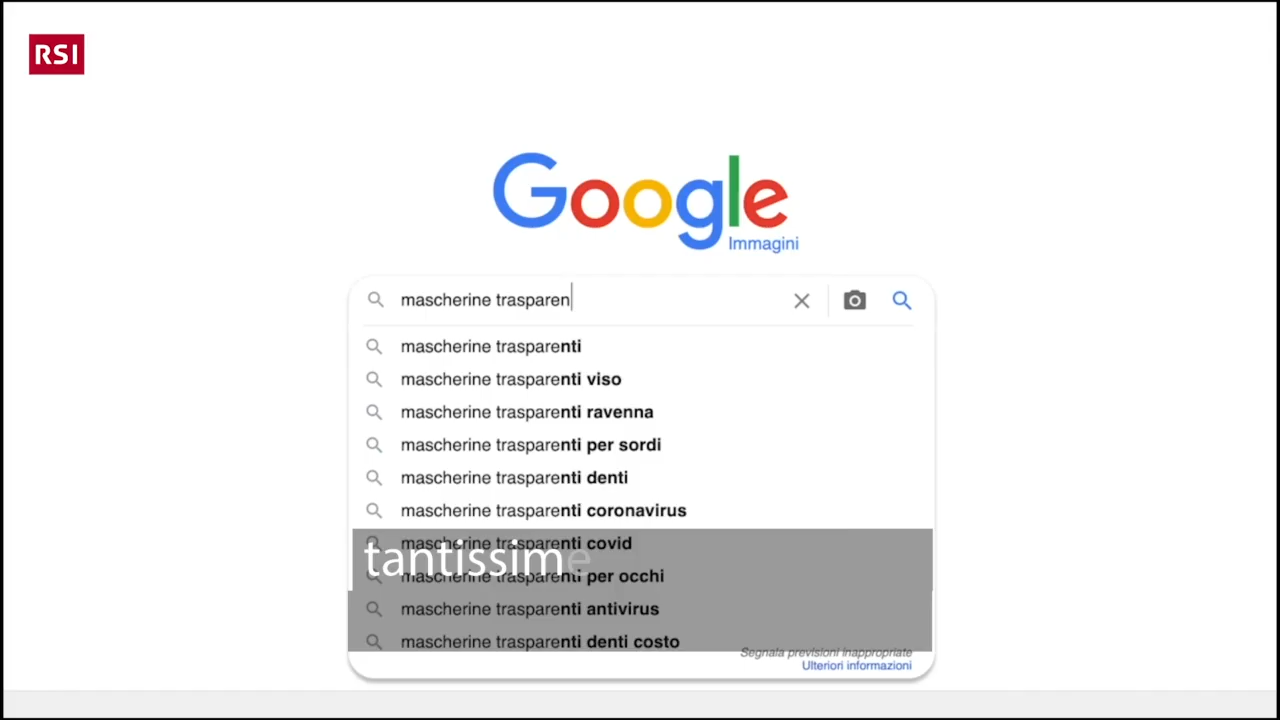 RSI
Google
Immagini
mascherine trasparen
mascherine trasparenti
mascherine trasparenti viso
mascherine trasparenti ravenna
mascherine trasparenti per sordi
mascherine trasparenti denti
mascherine trasparenti coronavirus
mascherine trasparenti covid
tantissime
mascherine trasparenti per occhi
mascherine trasparenti antivirus
mascherine trasparenti denti costo
Segnala previsioni inappropriate
Ulteriori informazioni